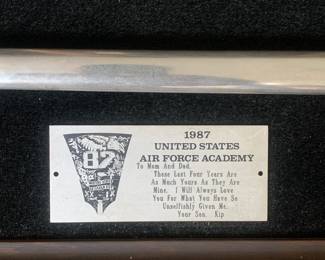 1987
UNITED STATES
AIR FORCE ACADEMY
To Mom And Dad.
These Last Four Years Are
As Much Yours As They Are
Mine. I Will Always Love
You For What You Have So
Unselfishly Given Me.
Your Son. Kip
87